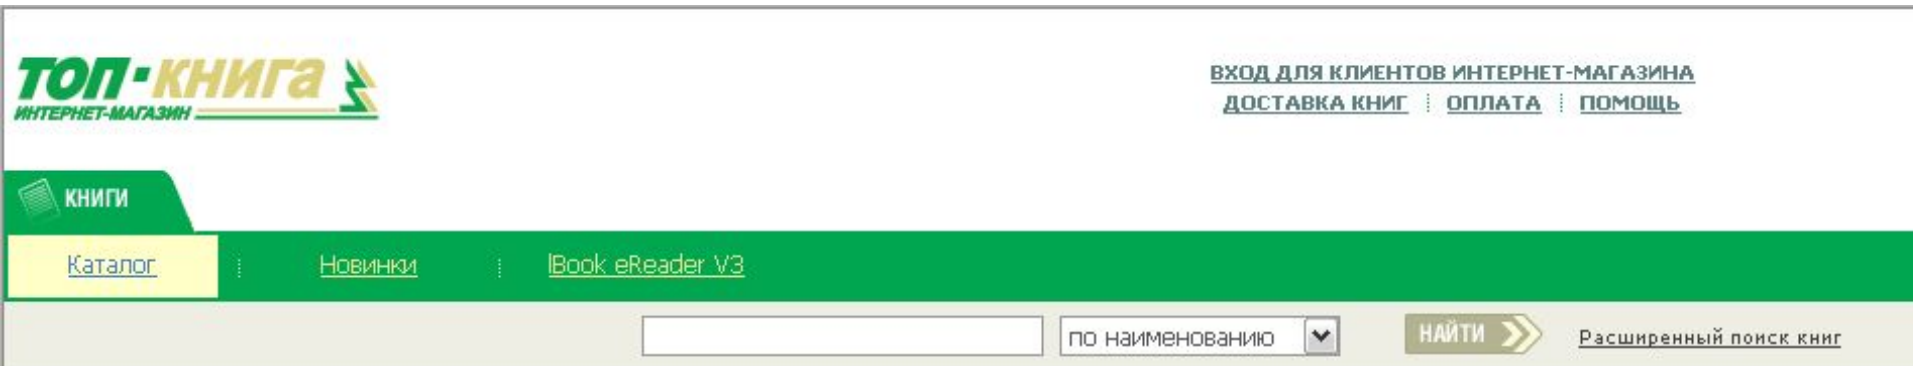 ТОП-КНИГА
ИНТЕРНЕТ-МАГАЗИН
ВХОД ДЛЯ КЛИЕНТОВ ИНТЕРНЕТ-МАГАЗИНА
ДОСТАВКА КНИГ ОПЛАТА ПОМОЩЬ
КНИГИ
Каталог Новинки lBook eReader V3
по наименованию НАЙТИ Расширенный поиск книг